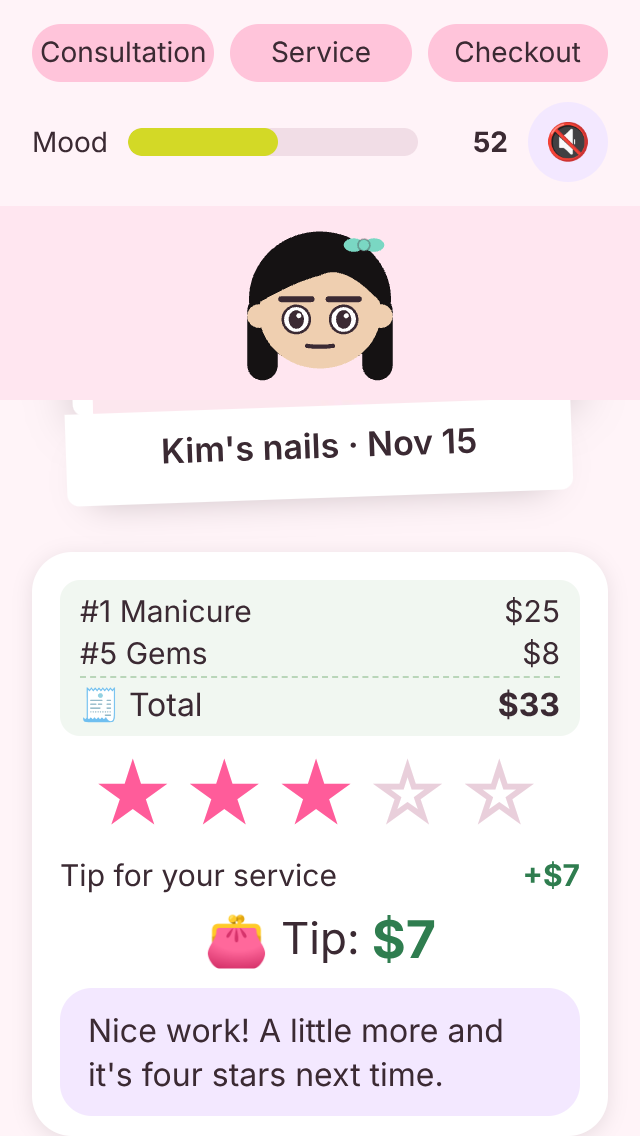 Consultation
Service
Checkout
Mood
52
Kim's nails · Nov 15
#1 Manicure $25
#5 Gems $8
Total $33
Tip for your service +$7
Tip: $7
Nice work! A little more and
it's four stars next time.